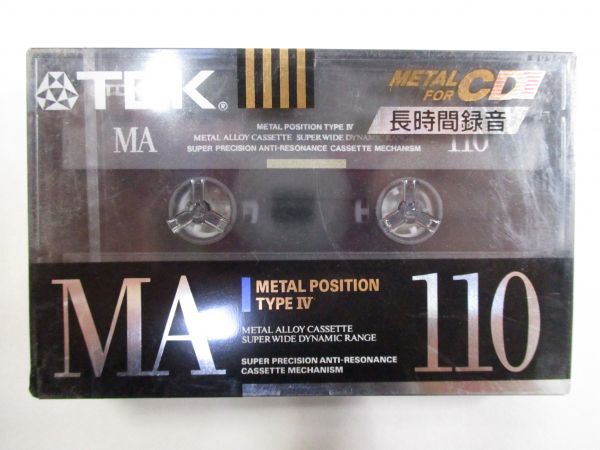 TDK®
METAL
FOR CD
長時間録音
MA
METAL POSITION TYPE IV
METAL ALLOY CASSETTE SUPER WIDE DYNAMIC RANGE
SUPER PRECISION ANTI-RESONANCE CASSETTE MECHANISM
110
MA
METAL POSITION
TYPE IV
METAL ALLOY CASSETTE
SUPER WIDE DYNAMIC RANGE
SUPER PRECISION ANTI-RESONANCE
CASSETTE MECHANISM
110